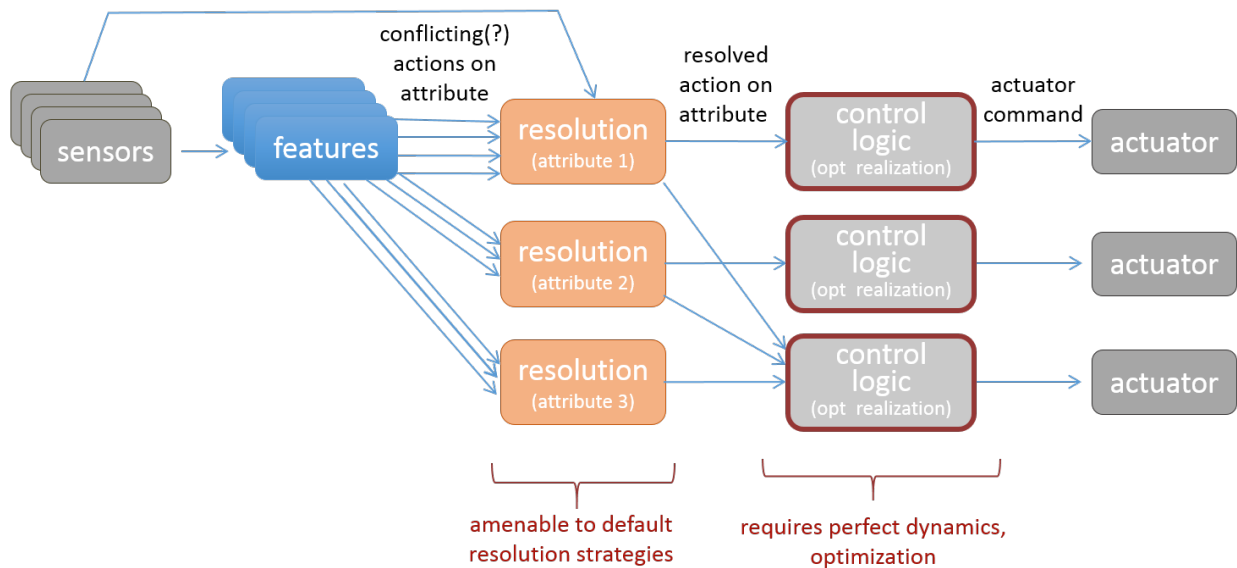 conflicting(?)
actions on
attribute
resolved
action on
attribute
actuator
command
sensors
features
resolution
(attribute 1)
control
logic
(opt realization)
actuator
resolution
(attribute 2)
control
logic
(opt realization)
actuator
resolution
(attribute 3)
control
logic
(opt realization)
actuator
amenable to default
resolution strategies
requires perfect dynamics,
optimization